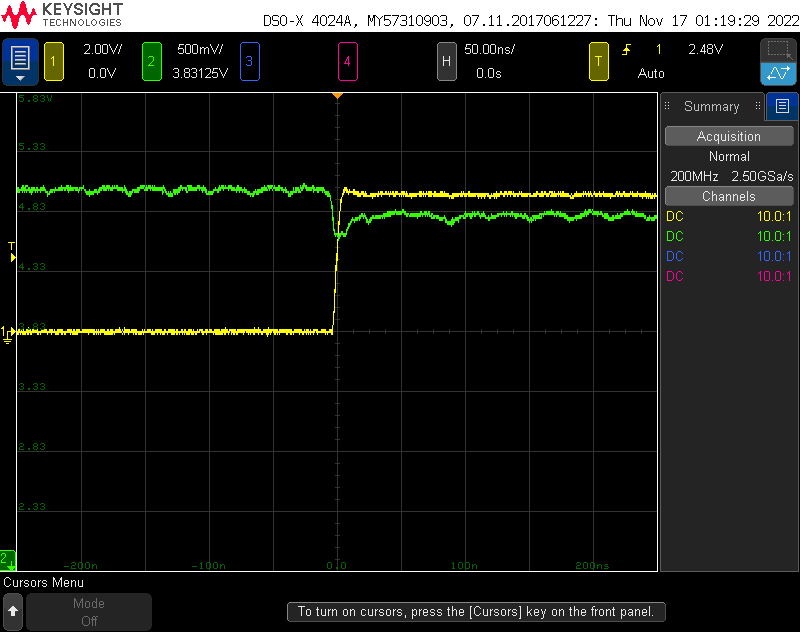 KEYSIGHT
TECHNOLOGIES
DSO-X 4024A, MY57310903, 07.11.2017061227: Thu Nov 17 01:19:29 2022
1
2.00V/
0.0V
2
500mV/
3.83125V
3
4
H
50.00ns/
0.0s
T
1
2.48V
Auto
Summary
Acquisition
Normal
200MHz 2.50GSa/s
Channels
DC 10.0:1
DC 10.0:1
DC 10.0:1
DC 10.0:1
5.83V
5.33
4.83
T
4.33
1
3.83
3.33
2.83
2.33
2
-200n
-100n
0.0
100n
200ns
Cursors Menu
Mode
Off
To turn on cursors, press the [Cursors] key on the front panel.